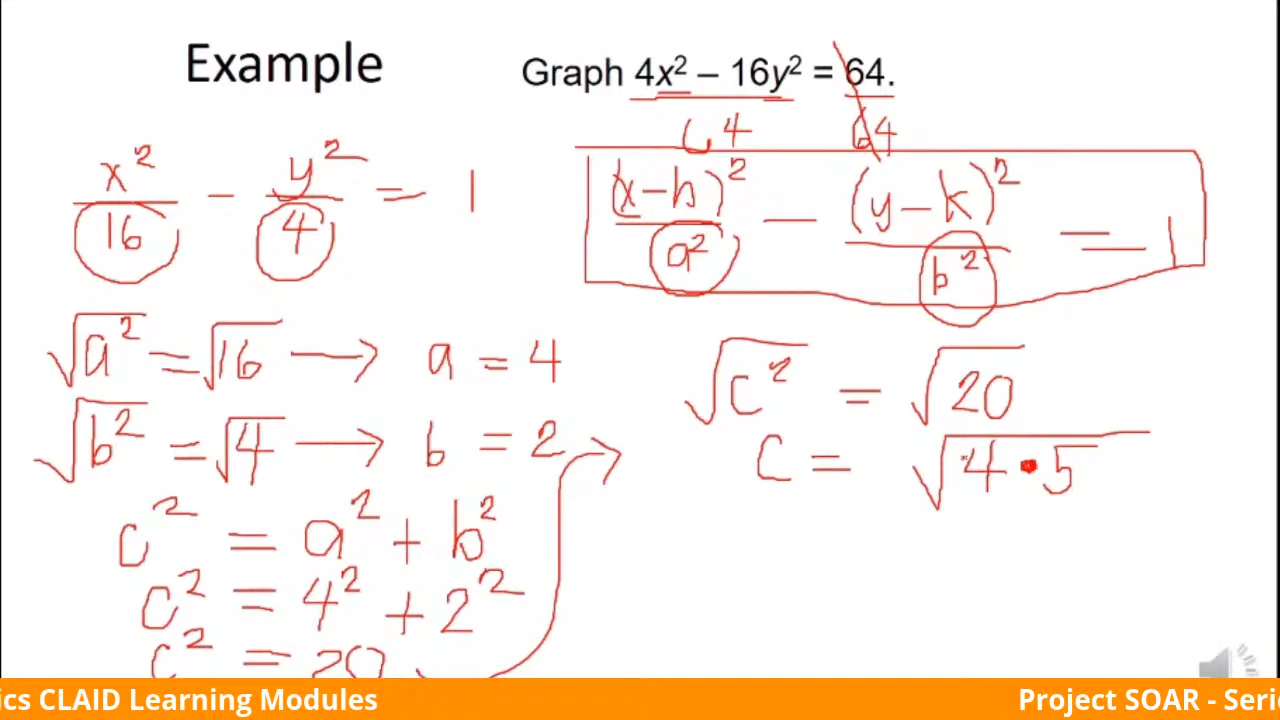 Example
Graph 4x² – 16y² = 64.
64 64
x²/16 - y²/4 = 1
(x-h)²/a² - (y-k)²/b² = 1
√a² = √16 → a = 4
√b² = √4 → b = 2
c² = a² + b²
c² = 4² + 2²
c² = 20
√c² = √20
c = √4·5
ics CLAID Learning Modules
Project SOAR - Seri